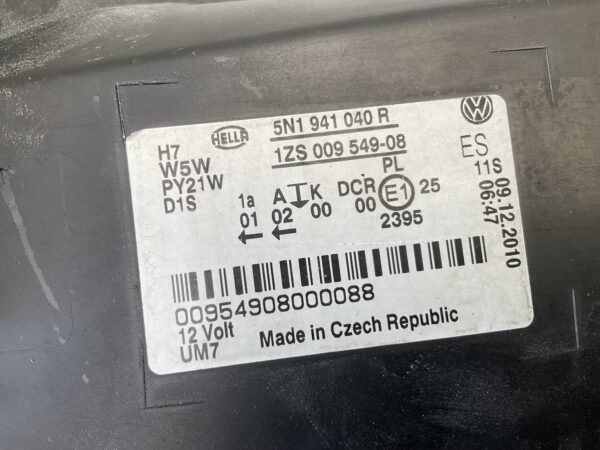 H7
W5W
PY21W
D1S
HELLA
5N1 941 040 R
1ZS 009 549-08
VW
ES
11S
1a
01
A
02
K
00
DCR
00
PL
E1
25
2395
09.12.2010
06:47
00954908000088
12 Volt
UM7
Made in Czech Republic